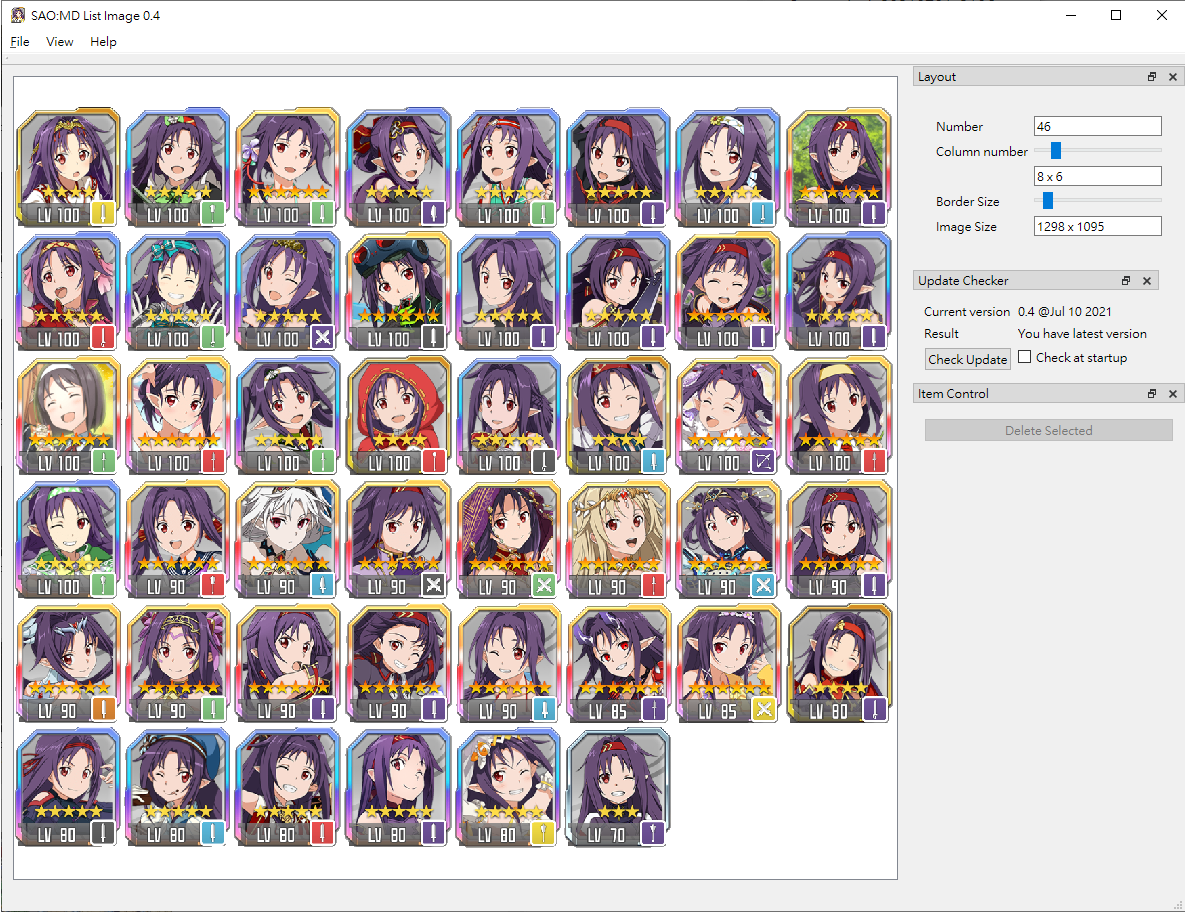 SAO:MD List Image 0.4
File View Help
Layout
Number 46
Column number
8 x 6
Border Size
Image Size 1298 x 1095
Update Checker
Current version 0.4 @Jul 10 2021
Result You have latest version
Check Update Check at startup
Item Control
Delete Selected
LV 100 LV 100 LV 100 LV 100 LV 100 LV 100 LV 100 LV 100
LV 100 LV 100 LV 100 LV 100 LV 100 LV 100 LV 100 LV 100
LV 100 LV 100 LV 100 LV 100 LV 100 LV 100 LV 100 LV 100
LV 100 LV 90 LV 90 LV 90 LV 90 LV 90 LV 90 LV 90
LV 90 LV 90 LV 90 LV 90 LV 90 LV 85 LV 85 LV 80
LV 80 LV 80 LV 80 LV 80 LV 80 LV 70